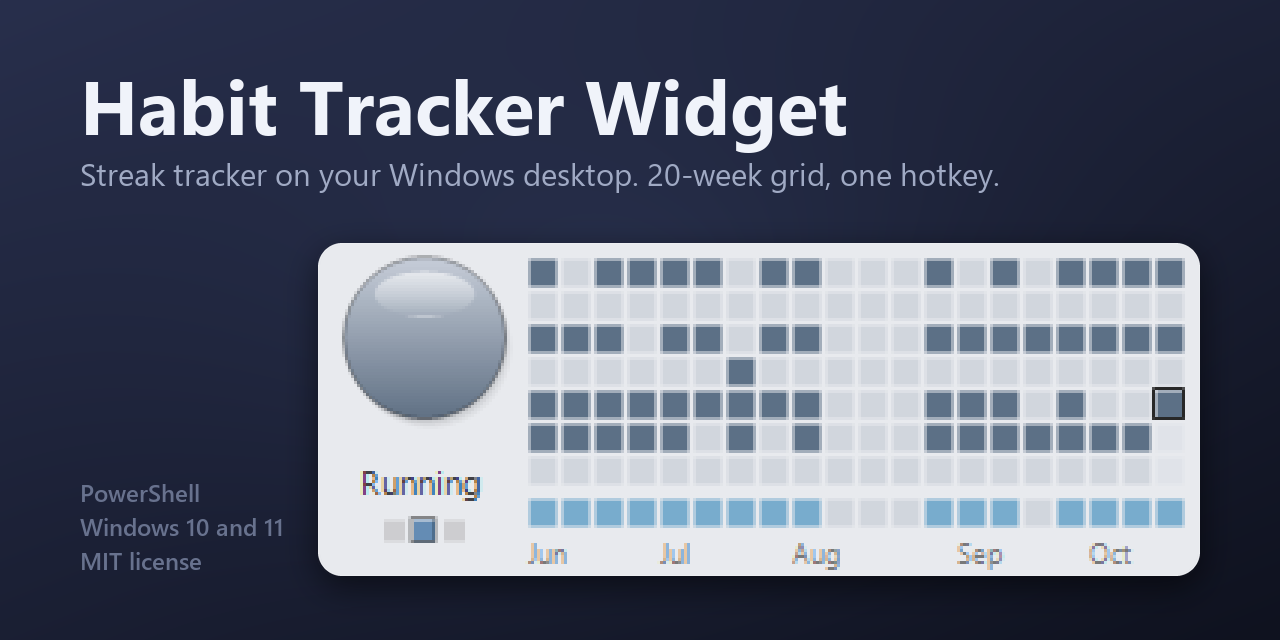 Habit Tracker Widget
Streak tracker on your Windows desktop. 20-week grid, one hotkey.
PowerShell
Windows 10 and 11
MIT license
Running
Jun Jul Aug Sep Oct